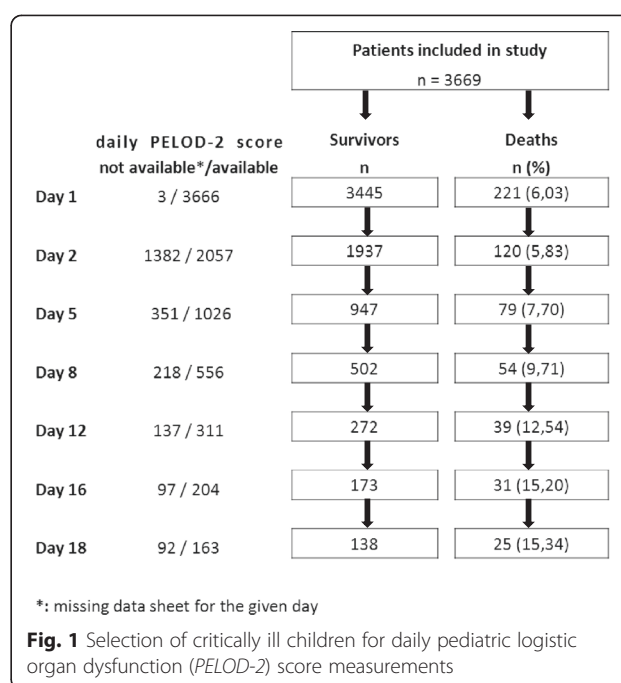 Patients included in study
n = 3669
daily PELOD-2 score Survivors Deaths
not available*/available n n (%)
Day 1 3 / 3666 3445 221 (6,03)
Day 2 1382 / 2057 1937 120 (5,83)
Day 5 351 / 1026 947 79 (7,70)
Day 8 218 / 556 502 54 (9,71)
Day 12 137 / 311 272 39 (12,54)
Day 16 97 / 204 173 31 (15,20)
Day 18 92 / 163 138 25 (15,34)
*: missing data sheet for the given day
Fig. 1 Selection of critically ill children for daily pediatric logistic
organ dysfunction (PELOD-2) score measurements